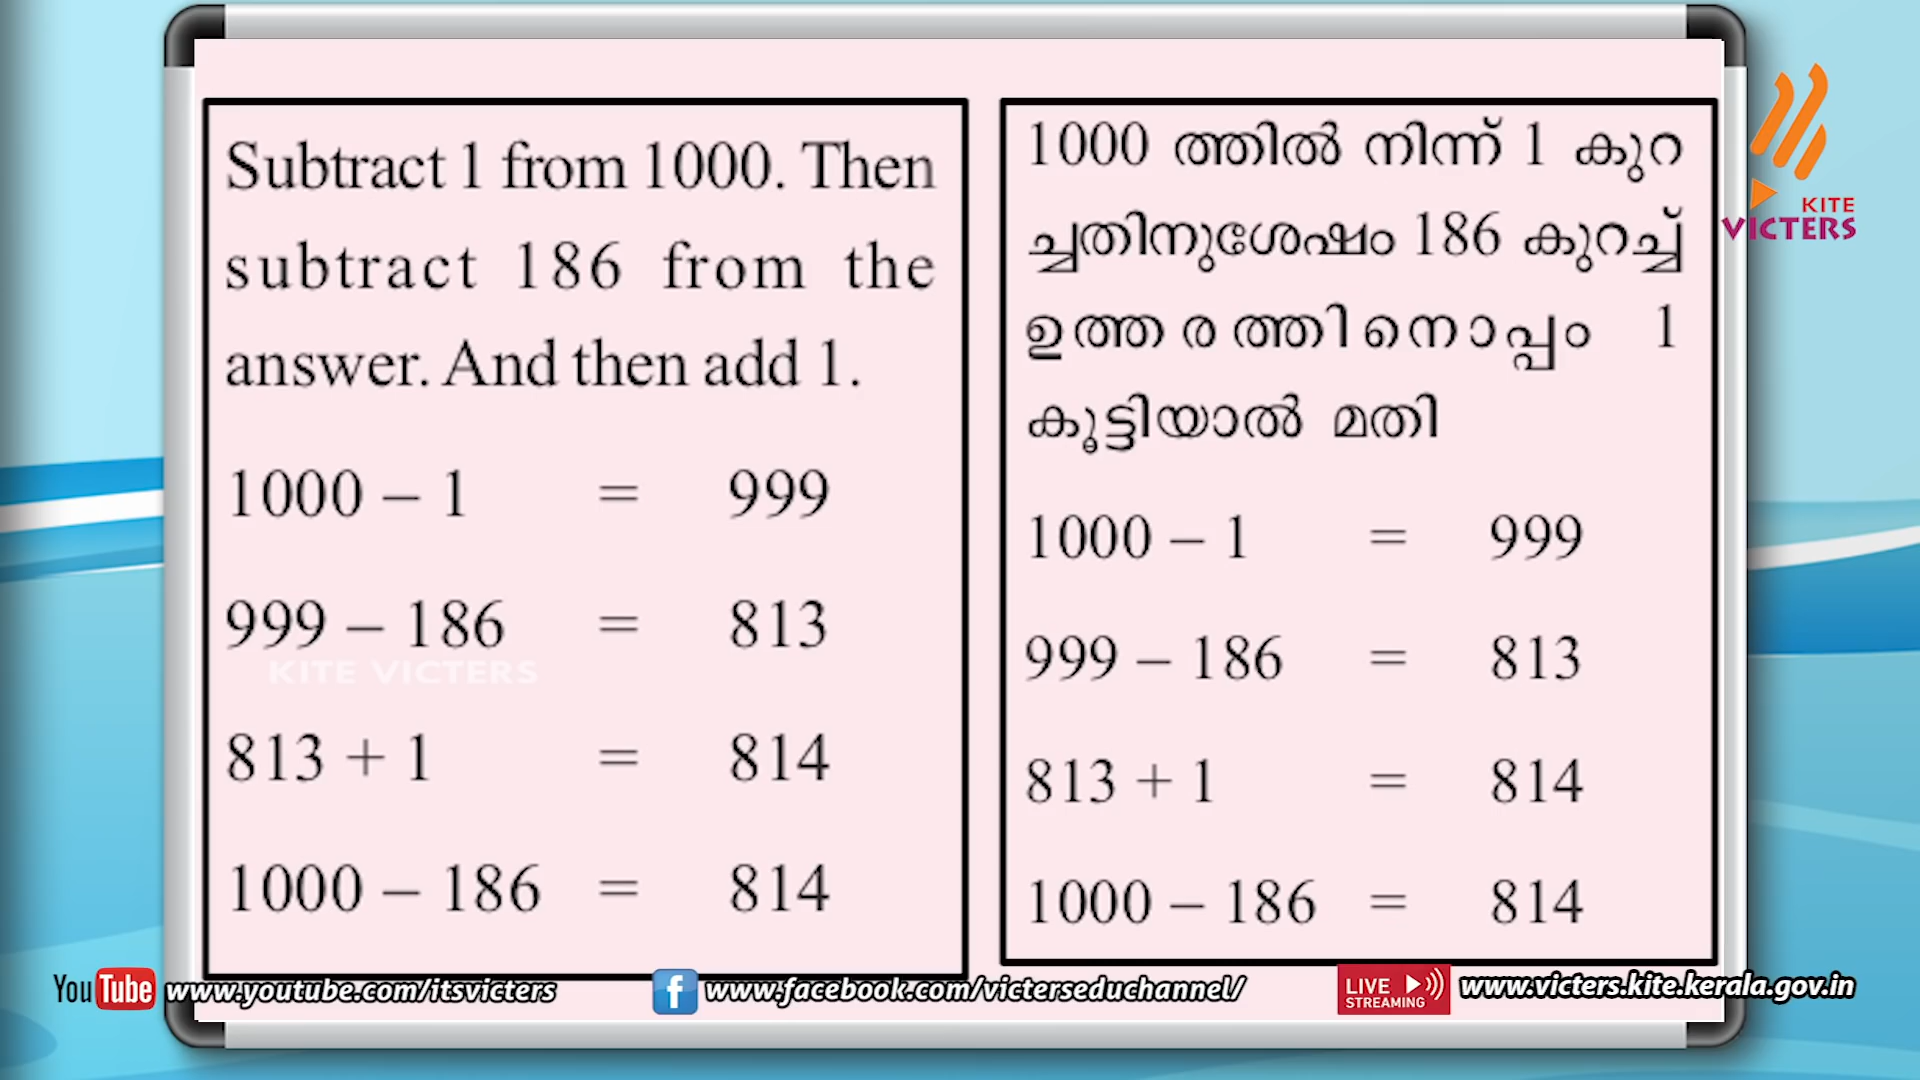 Subtract 1 from 1000. Then
subtract 186 from the
answer. And then add 1.
1000 – 1 = 999
999 – 186 = 813
KITE VICTERS
813 + 1 = 814
1000 – 186 = 814
1000 ത്തിൽ നിന്ന് 1 കുറ
ച്ചതിനുശേഷം 186 കുറച്ച്
ഉത്തരത്തിനൊപ്പം 1
കൂട്ടിയാൽ മതി
1000 – 1 = 999
999 – 186 = 813
813 + 1 = 814
1000 – 186 = 814
KITE
VICTERS
YouTube www.youtube.com/itsvicters
f www.facebook.com/victerseduchannel/
LIVE
STREAMING
www.victers.kite.kerala.gov.in